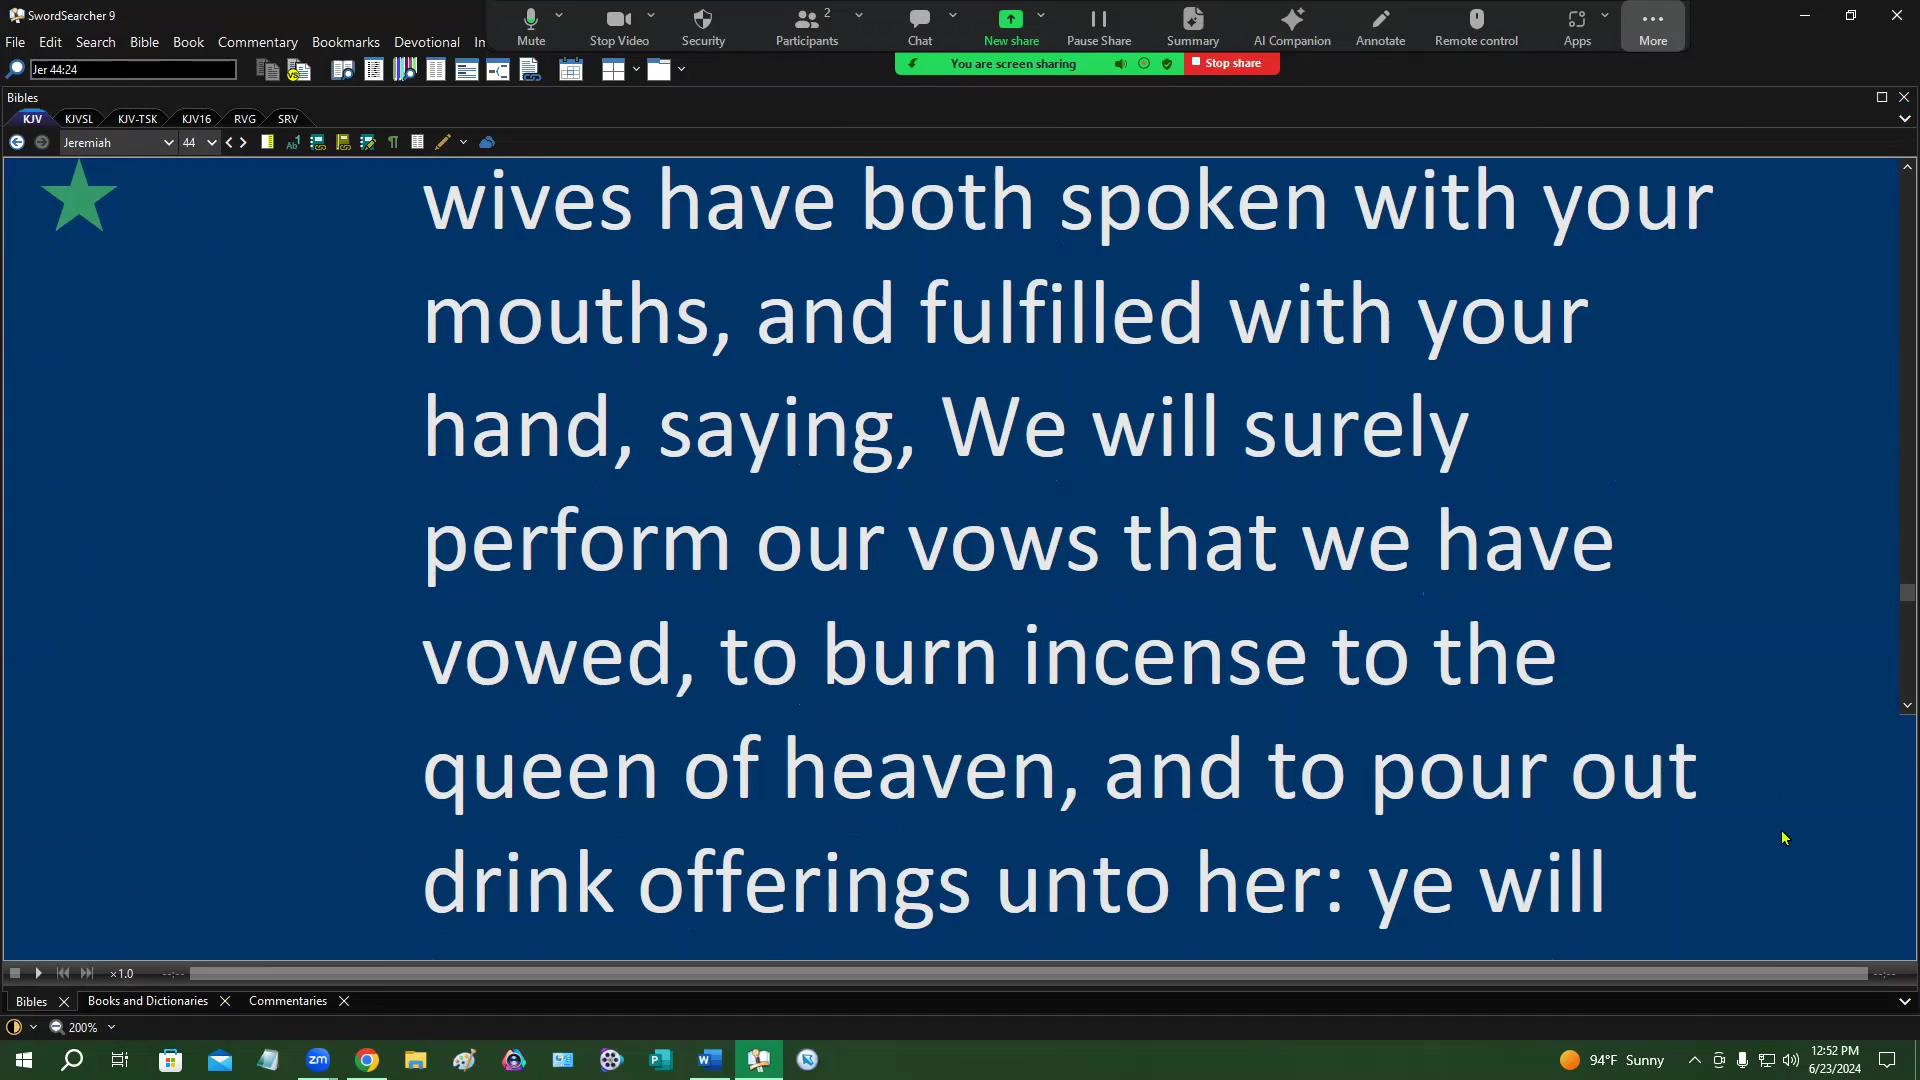 SwordSearcher 9
File Edit Search Bible Book Commentary Bookmarks Devotional
Mute Stop Video Security Participants 2 Chat New share Pause Share Summary AI Companion Annotate Remote control Apps More
You are screen sharing Stop share
Jer 44:24
Bibles
KJV KJVSL KJV-TSK KJV16 RVG SRV
Jeremiah 44
wives have both spoken with your
mouths, and fulfilled with your
hand, saying, We will surely
perform our vows that we have
vowed, to burn incense to the
queen of heaven, and to pour out
drink offerings unto her: ye will
x1.0 --:-- --:--
Bibles Books and Dictionaries Commentaries
200%
zm
94°F Sunny
12:52 PM
6/23/2024